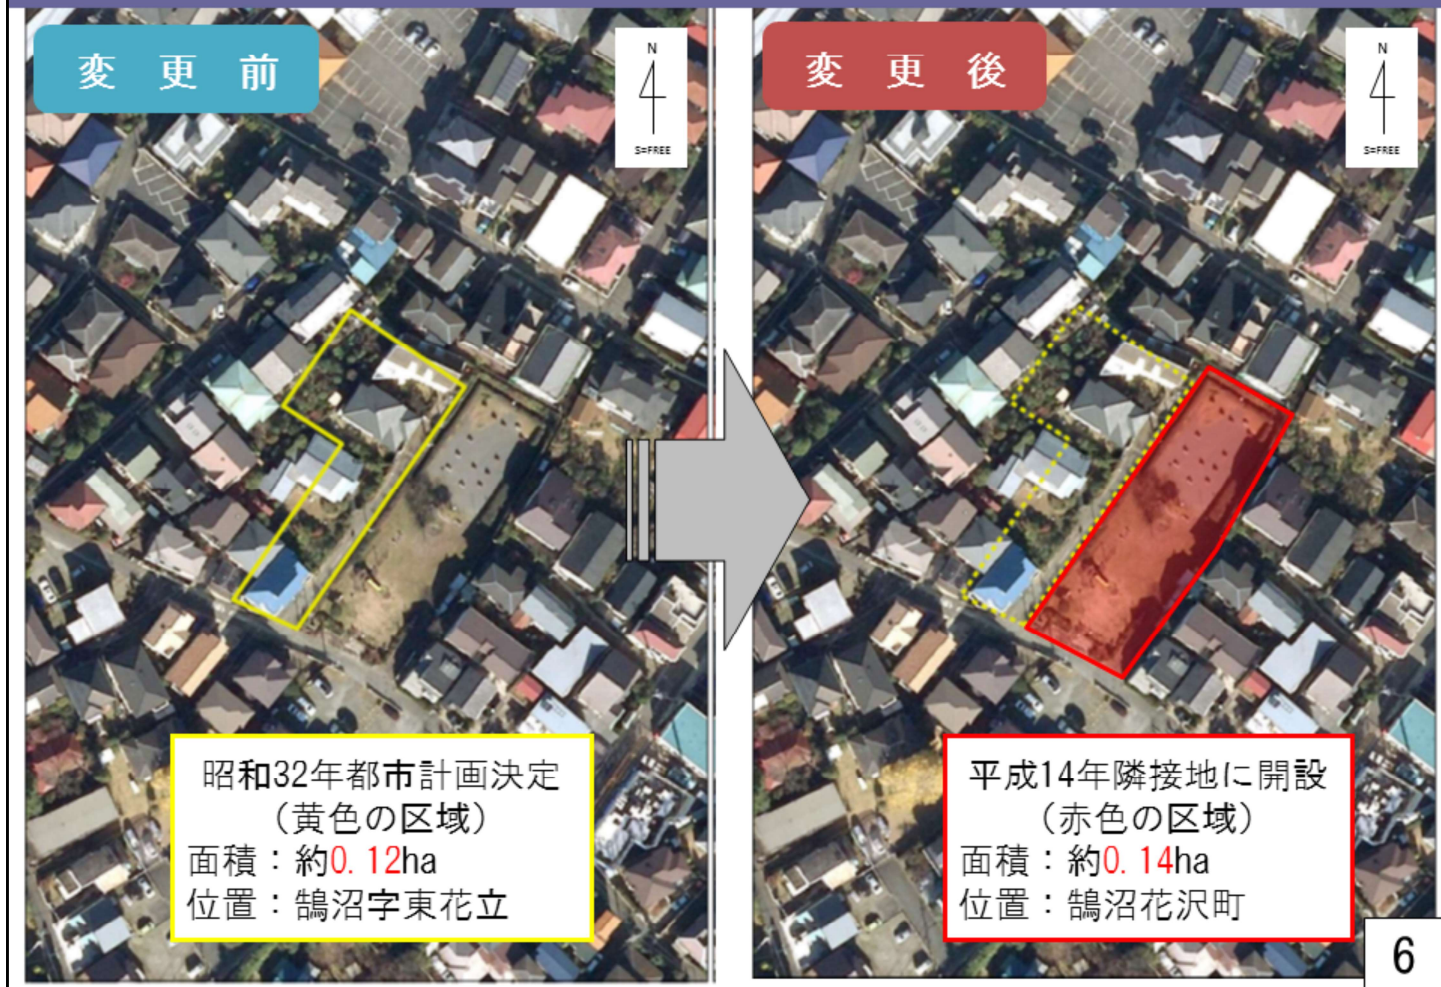 変更前
N
S=FREE
昭和32年都市計画決定
(黄色の区域)
面積:約0.12ha
位置:鵠沼字東花立
変更後
N
S=FREE
平成14年隣接地に開設
(赤色の区域)
面積:約0.14ha
位置:鵠沼花沢町
6